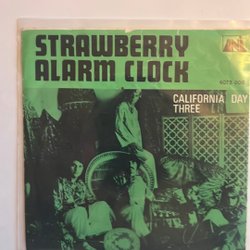 STRAWBERRY
ALARM CLOCK
CALIFORNIA DAY
THREE